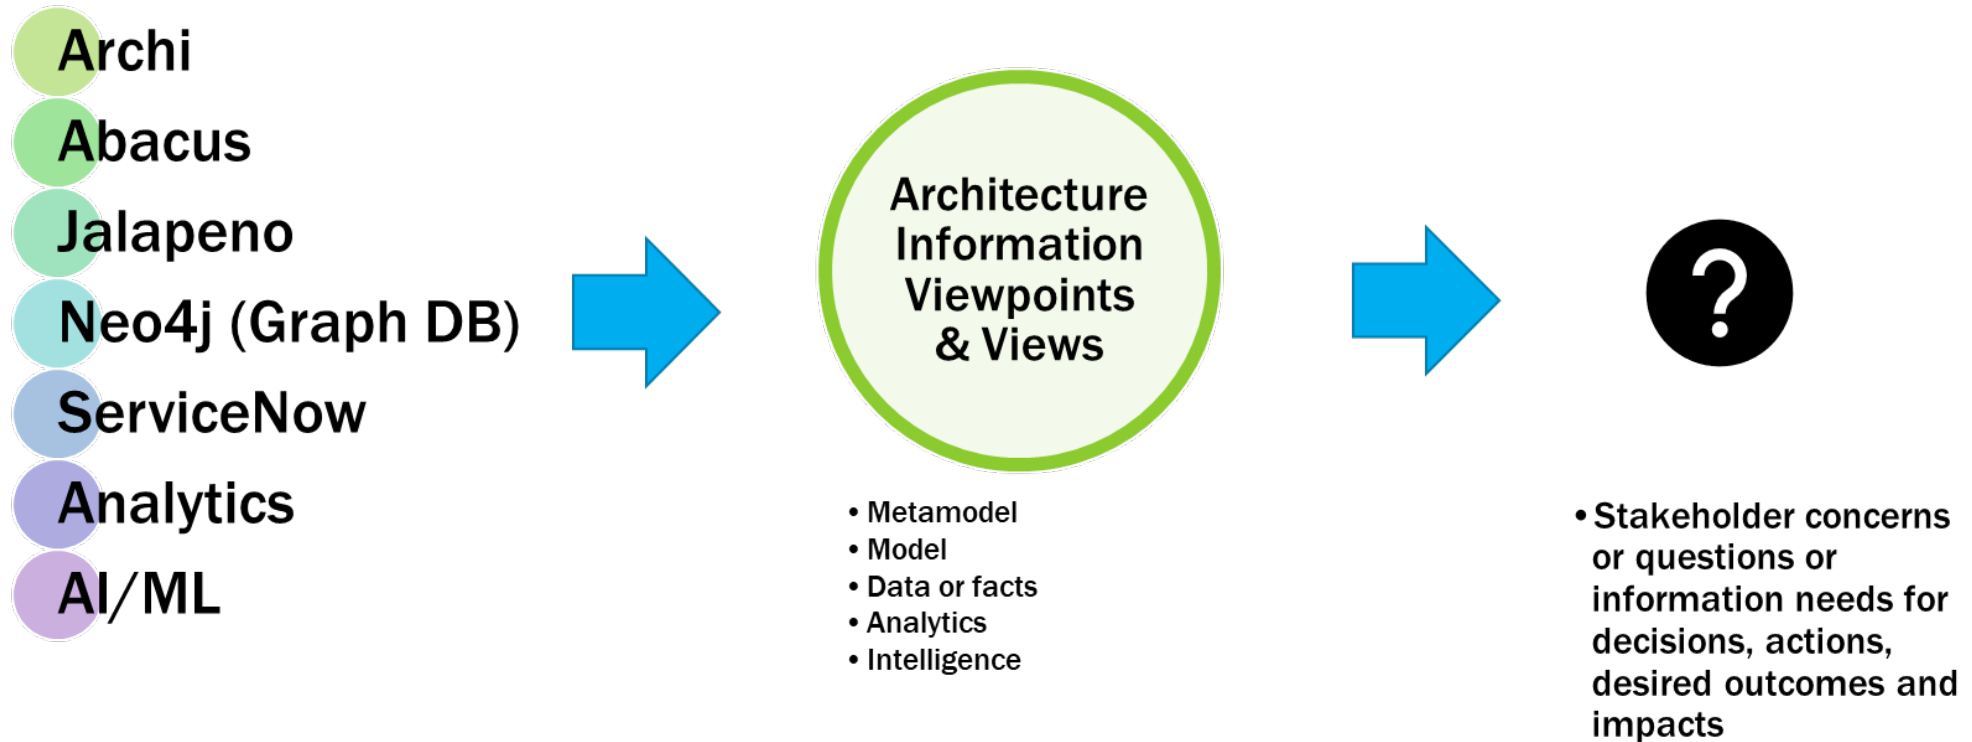 Archi
Abacus
Jalapeno
Neo4j (Graph DB)
ServiceNow
Analytics
AI/ML
Architecture
Information
Viewpoints
& Views
• Metamodel
• Model
• Data or facts
• Analytics
• Intelligence
?
• Stakeholder concerns
or questions or
information needs for
decisions, actions,
desired outcomes and
impacts